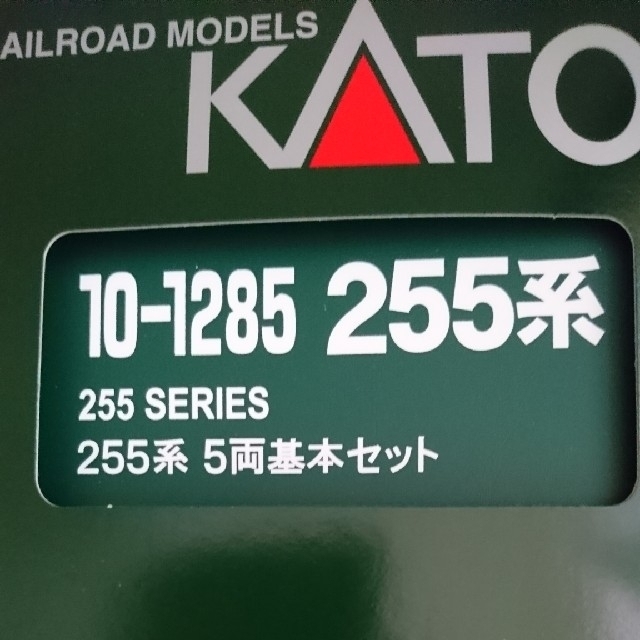 AILROAD MODELS
KATO
10-1285 255系
255 SERIES
255系 5両基本セット